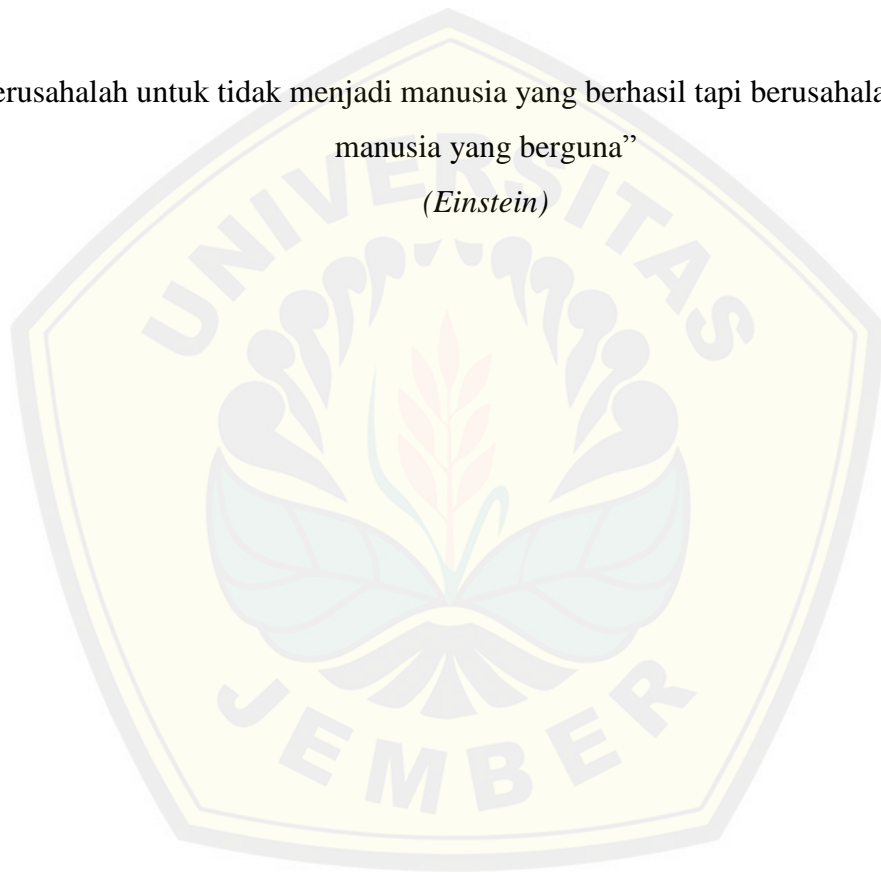 erusahalah untuk tidak menjadi manusia yang berhasil tapi berusahala
manusia yang berguna”
(Einstein)
UNIVERSITAS
JEMBER